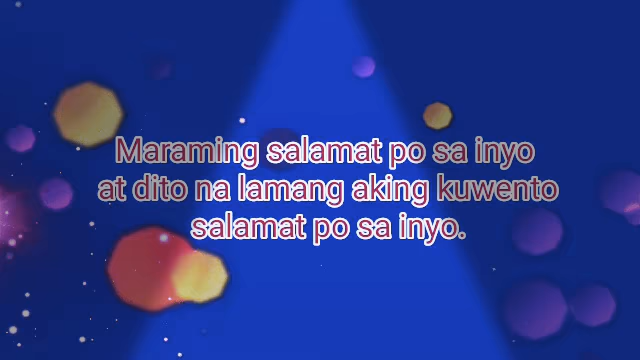 Maraming salamat po sa inyo
at dito na lamang aking kuwento
salamat po sa inyo.